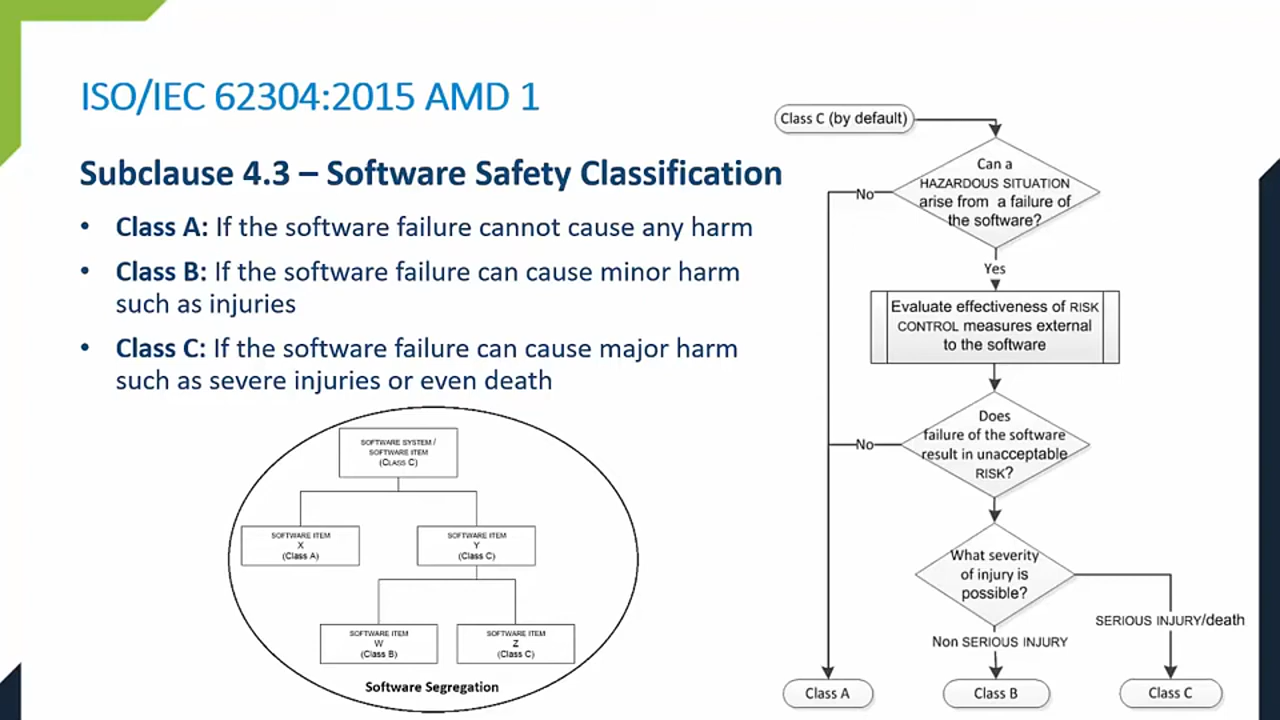 ISO/IEC 62304:2015 AMD 1
Subclause 4.3 – Software Safety Classification
• Class A: If the software failure cannot cause any harm
• Class B: If the software failure can cause minor harm
such as injuries
• Class C: If the software failure can cause major harm
such as severe injuries or even death
SOFTWARE SYSTEM /
SOFTWARE ITEM
(CLASS C)
SOFTWARE ITEM
X
(Class A)
SOFTWARE ITEM
Y
(Class C)
SOFTWARE ITEM
W
(Class B)
SOFTWARE ITEM
Z
(Class C)
Software Segregation
Class C (by default)
Can a
HAZARDOUS SITUATION
arise from a failure of
the software?
No
Yes
Evaluate effectiveness of RISK
CONTROL measures external
to the software
Does
failure of the software
result in unacceptable
RISK?
No
What severity
of injury is
possible?
SERIOUS INJURY/death
Non SERIOUS INJURY
Class A
Class B
Class C